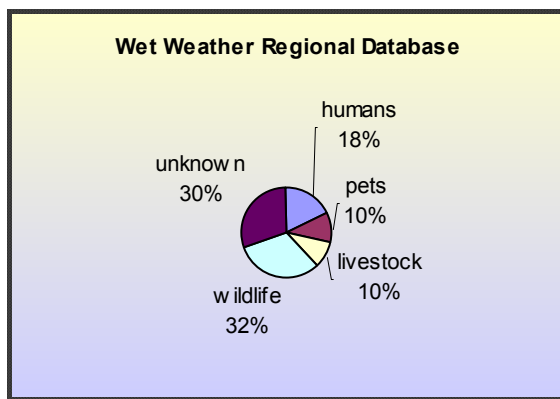 Wet Weather Regional Database
humans
18%
pets
10%
livestock
10%
wildlife
32%
unknown
30%